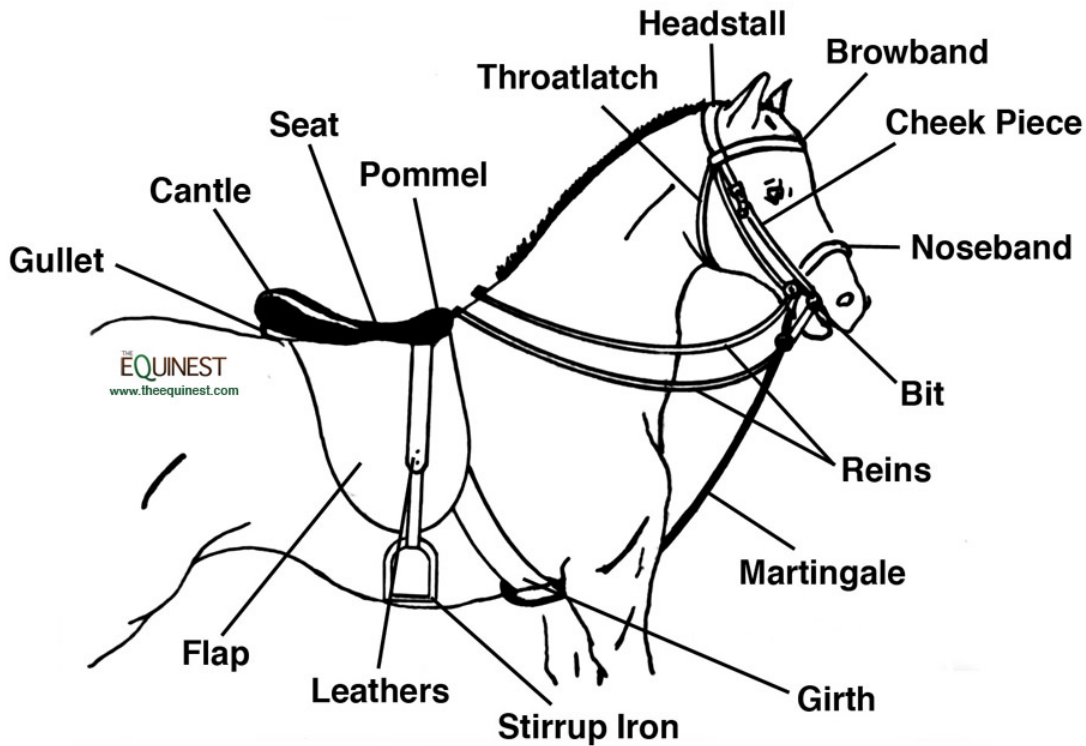 Headstall
Browband
Throatlatch
Cheek Piece
Seat
Pommel
Cantle
Noseband
Gullet
THE
EQUINEST
www.theequinest.com
Bit
Reins
Martingale
Flap
Leathers
Girth
Stirrup Iron